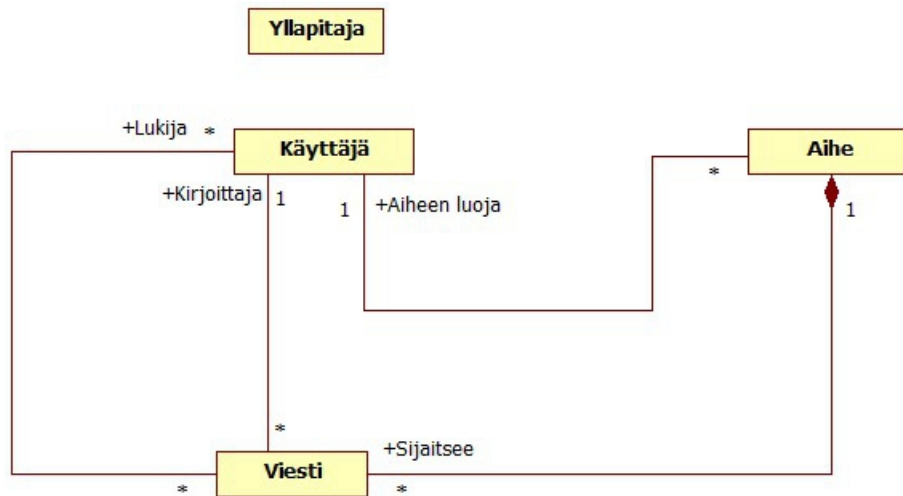 Yllapitaja
+Lukija *
Käyttäjä
Aihe
+Kirjoittaja 1
1 +Aiheen luoja
*
1
*
+Sijaitsee
Viesti
* *